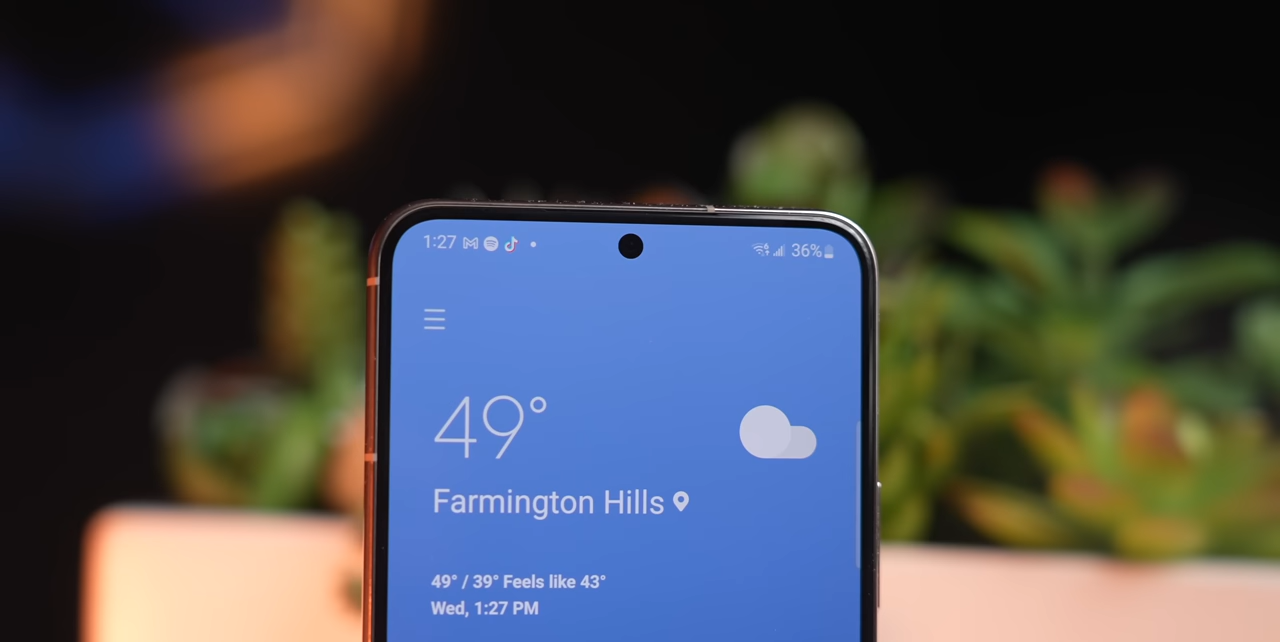 1:27 36%
49°
Farmington Hills
49° / 39° Feels like 43°
Wed, 1:27 PM